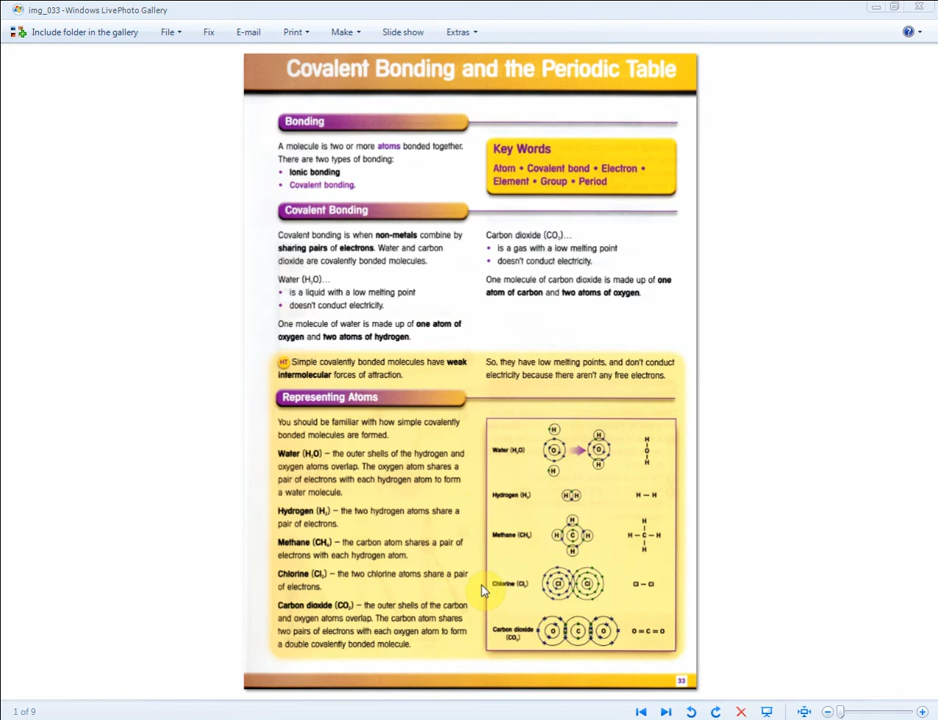 img_033 - Windows Live Photo Gallery
Include folder in the gallery
File
Fix
E-mail
Print
Make
Slide show
Extras
Covalent Bonding and the Periodic Table
Bonding
A molecule is two or more atoms bonded together.
There are two types of bonding:
• Ionic bonding
• Covalent bonding.
Key Words
Atom • Covalent bond • Electron •
Element • Group • Period
Covalent Bonding
Covalent bonding is when non-metals combine by
sharing pairs of electrons. Water and carbon
dioxide are covalently bonded molecules.
Water (H₂O)...
• is a liquid with a low melting point
• doesn't conduct electricity.
One molecule of water is made up of one atom of
oxygen and two atoms of hydrogen.
Carbon dioxide (CO₂)...
• is a gas with a low melting point
• doesn't conduct electricity.
One molecule of carbon dioxide is made up of one
atom of carbon and two atoms of oxygen.
HT Simple covalently bonded molecules have weak
intermolecular forces of attraction.
So, they have low melting points, and don't conduct
electricity because there aren't any free electrons.
Representing Atoms
You should be familiar with how simple covalently
bonded molecules are formed.
Water (H₂O) – the outer shells of the hydrogen and
oxygen atoms overlap. The oxygen atom shares a
pair of electrons with each hydrogen atom to form
a water molecule.
Hydrogen (H₂) – the two hydrogen atoms share a
pair of electrons.
Methane (CH₄) – the carbon atom shares a pair of
electrons with each hydrogen atom.
Chlorine (Cl₂) – the two chlorine atoms share a pair
of electrons.
Carbon dioxide (CO₂) – the outer shells of the carbon
and oxygen atoms overlap. The carbon atom shares
two pairs of electrons with each oxygen atom to form
a double covalently bonded molecule.
H
H
H
Water (H₂O)
O
O
O
H
H
H
Hydrogen (H₂)
H H
H – H
H
H
Methane (CH₄)
H C H
H – C – H
H
H
Chlorine (Cl₂)
Cl Cl
Cl – Cl
Carbon dioxide
(CO₂)
O C O
O = C = O
33
1 of 9